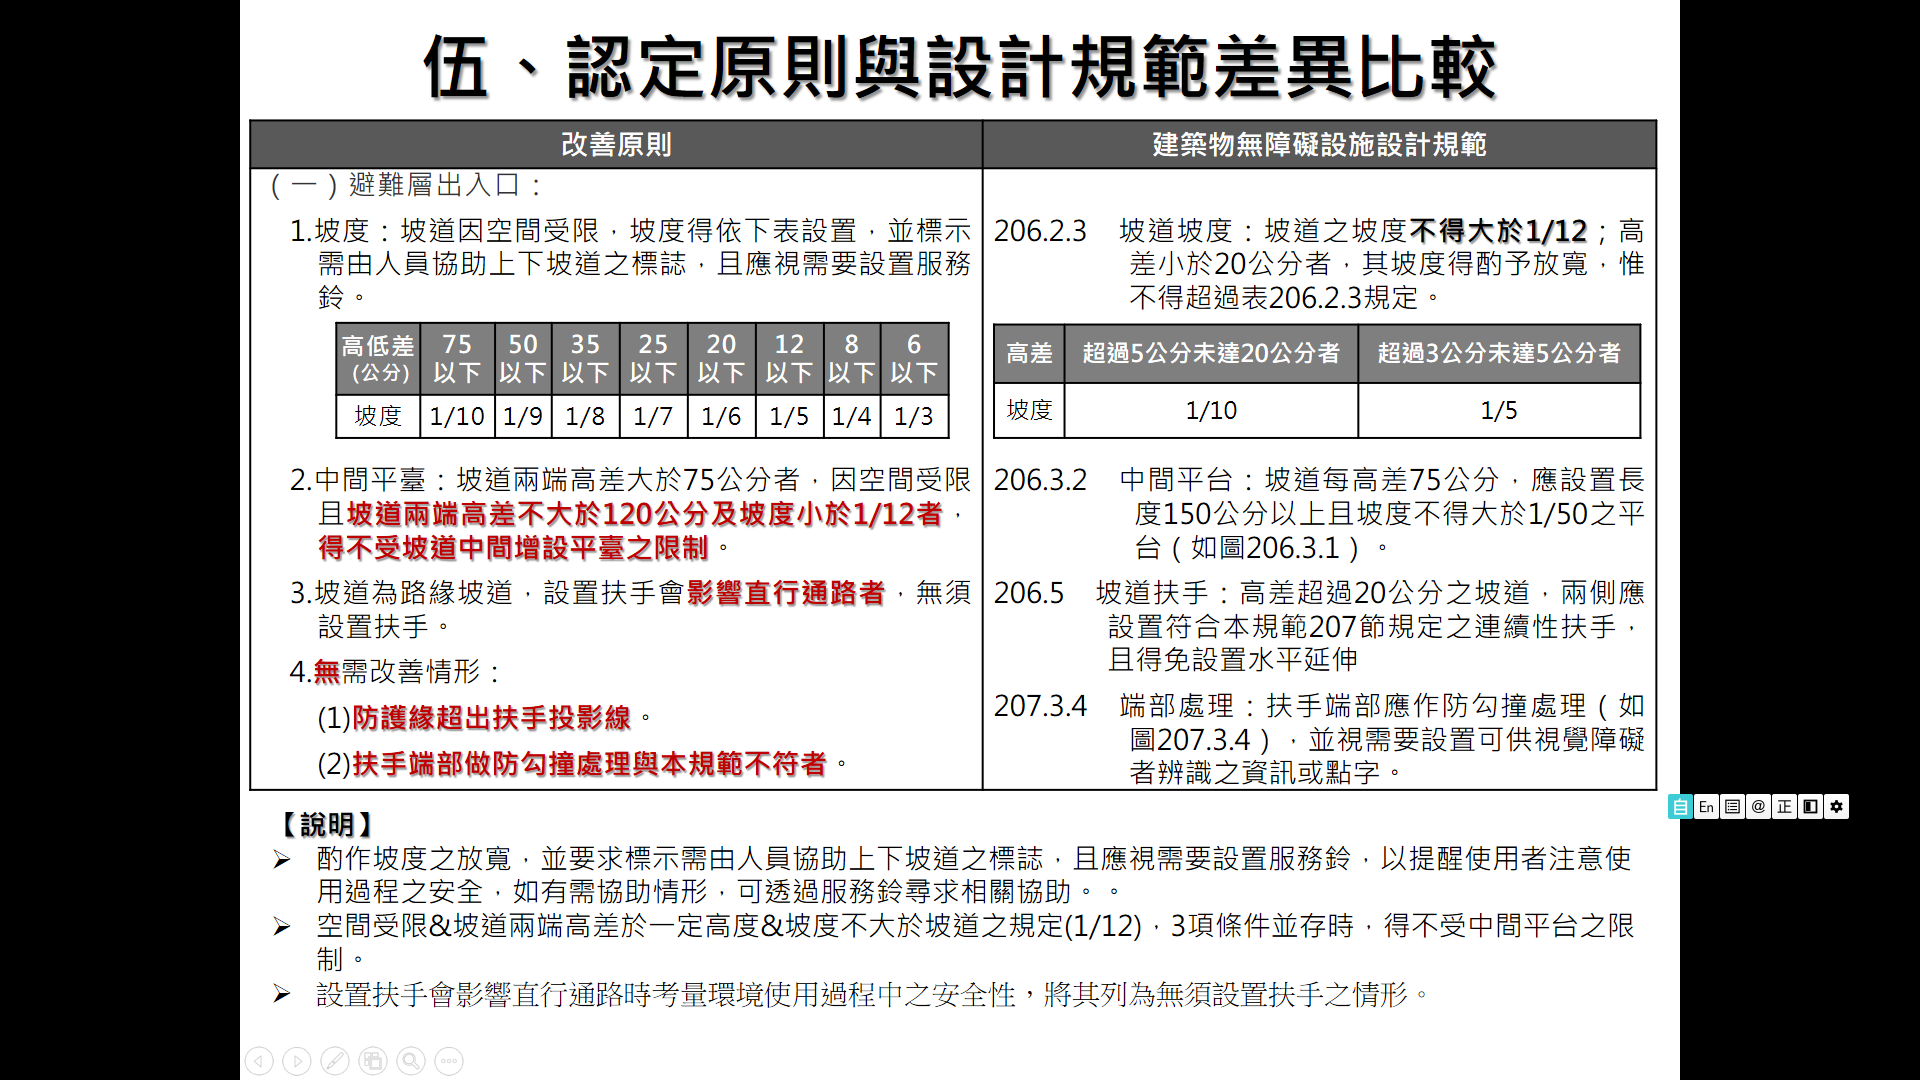 伍、認定原則與設計規範差異比較
改善原則
建築物無障礙設施設計規範
(一)避難層出入口:
1.坡度:坡道因空間受限,坡度得依下表設置,並標示
需由人員協助上下坡道之標誌,且應視需要設置服務
鈴。
高低差 75 50 35 25 20 12 8 6
(公分) 以下 以下 以下 以下 以下 以下 以下 以下
坡度 1/10 1/9 1/8 1/7 1/6 1/5 1/4 1/3
2.中間平臺:坡道兩端高差大於75公分者,因空間受限
且坡道兩端高差不大於120公分及坡度小於1/12者,
得不受坡道中間增設平臺之限制。
3.坡道為路緣坡道,設置扶手會影響直行通路者,無須
設置扶手。
4.無需改善情形:
(1)防護緣超出扶手投影線。
(2)扶手端部做防勾撞處理與本規範不符者。
206.2.3 坡道坡度:坡道之坡度不得大於1/12;高
差小於20公分者,其坡度得酌予放寬,惟
不得超過表206.2.3規定。
高差 超過5公分未達20公分者 超過3公分未達5公分者
坡度 1/10 1/5
206.3.2 中間平台:坡道每高差75公分,應設置長
度150公分以上且坡度不得大於1/50之平
台(如圖206.3.1)。
206.5 坡道扶手:高差超過20公分之坡道,兩側應
設置符合本規範207節規定之連續性扶手,
且得免設置水平延伸
207.3.4 端部處理:扶手端部應作防勾撞處理(如
圖207.3.4),並視需要設置可供視覺障礙
者辨識之資訊或點字。
【說明】
➢ 酌作坡度之放寬,並要求標示需由人員協助上下坡道之標誌,且應視需要設置服務鈴,以提醒使用者注意使
用過程之安全,如有需協助情形,可透過服務鈴尋求相關協助。。
➢ 空間受限&坡道兩端高差於一定高度&坡度不大於坡道之規定(1/12),3項條件並存時,得不受中間平台之限
制。
➢ 設置扶手會影響直行通路時考量環境使用過程中之安全性,將其列為無須設置扶手之情形。
自 En @ 正